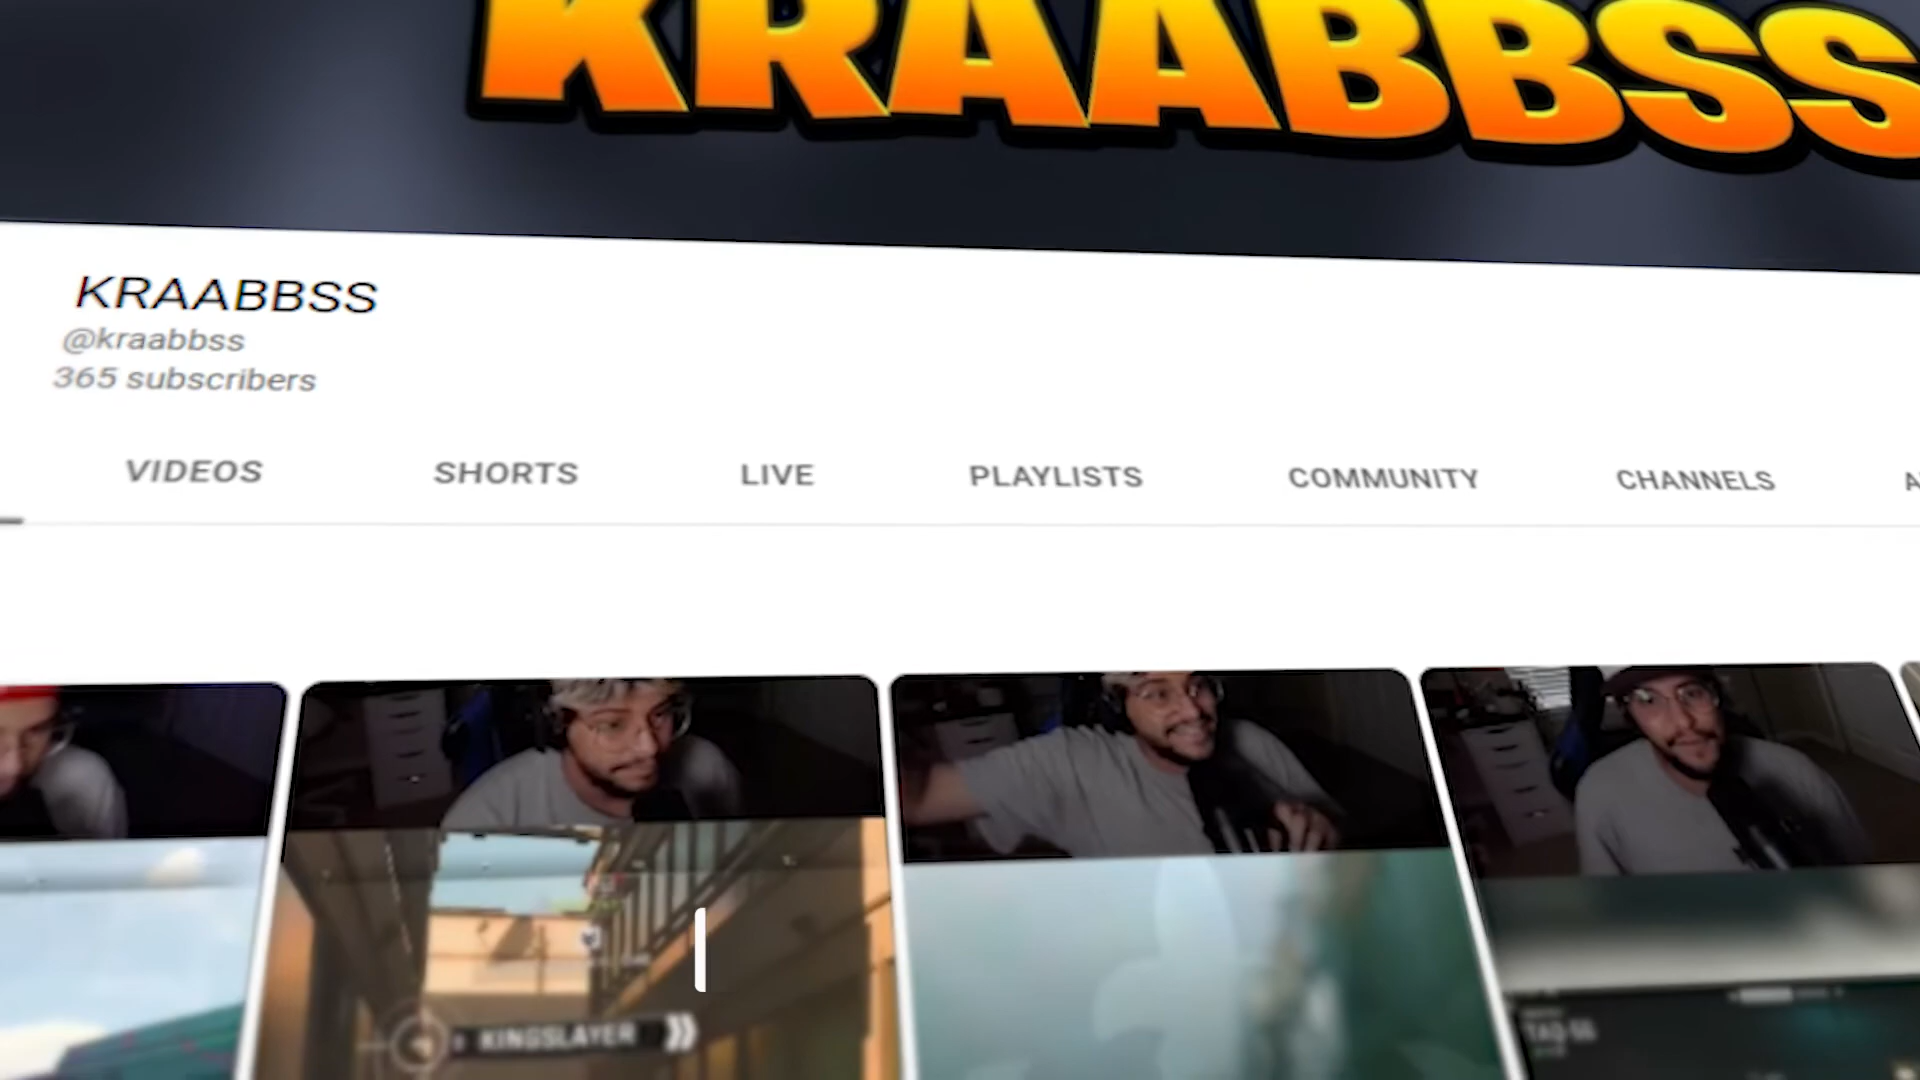 KRAABBSS
KRAABBSS
@kraabbss
365 subscribers
VIDEOS SHORTS LIVE PLAYLISTS COMMUNITY CHANNELS
KINGSLAYER